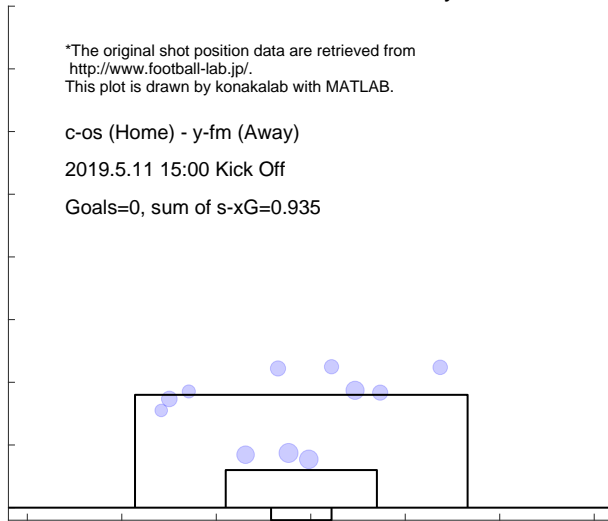 *The original shot position data are retrieved from
http://www.football-lab.jp/.
This plot is drawn by konakalab with MATLAB.
c-os (Home) - y-fm (Away)
2019.5.11 15:00 Kick Off
Goals=0, sum of s-xG=0.935